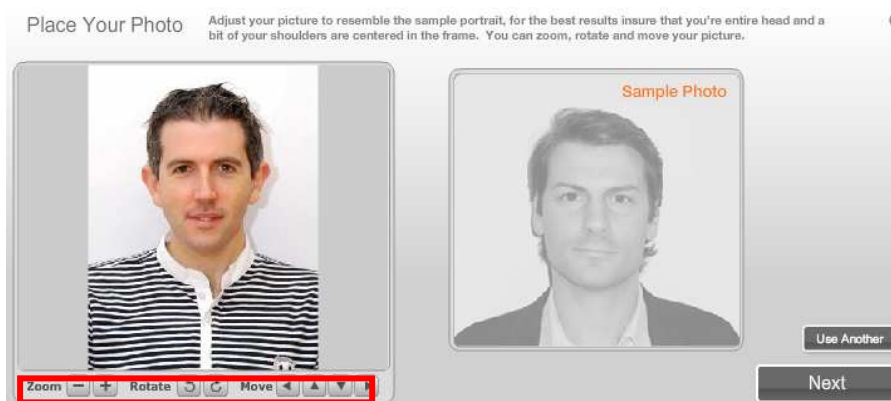 Place Your Photo
Adjust your picture to resemble the sample portrait, for the best results insure that you're entire head and a
bit of your shoulders are centered in the frame. You can zoom, rotate and move your picture.
Sample Photo
Use Another
Zoom Rotate Move
Next